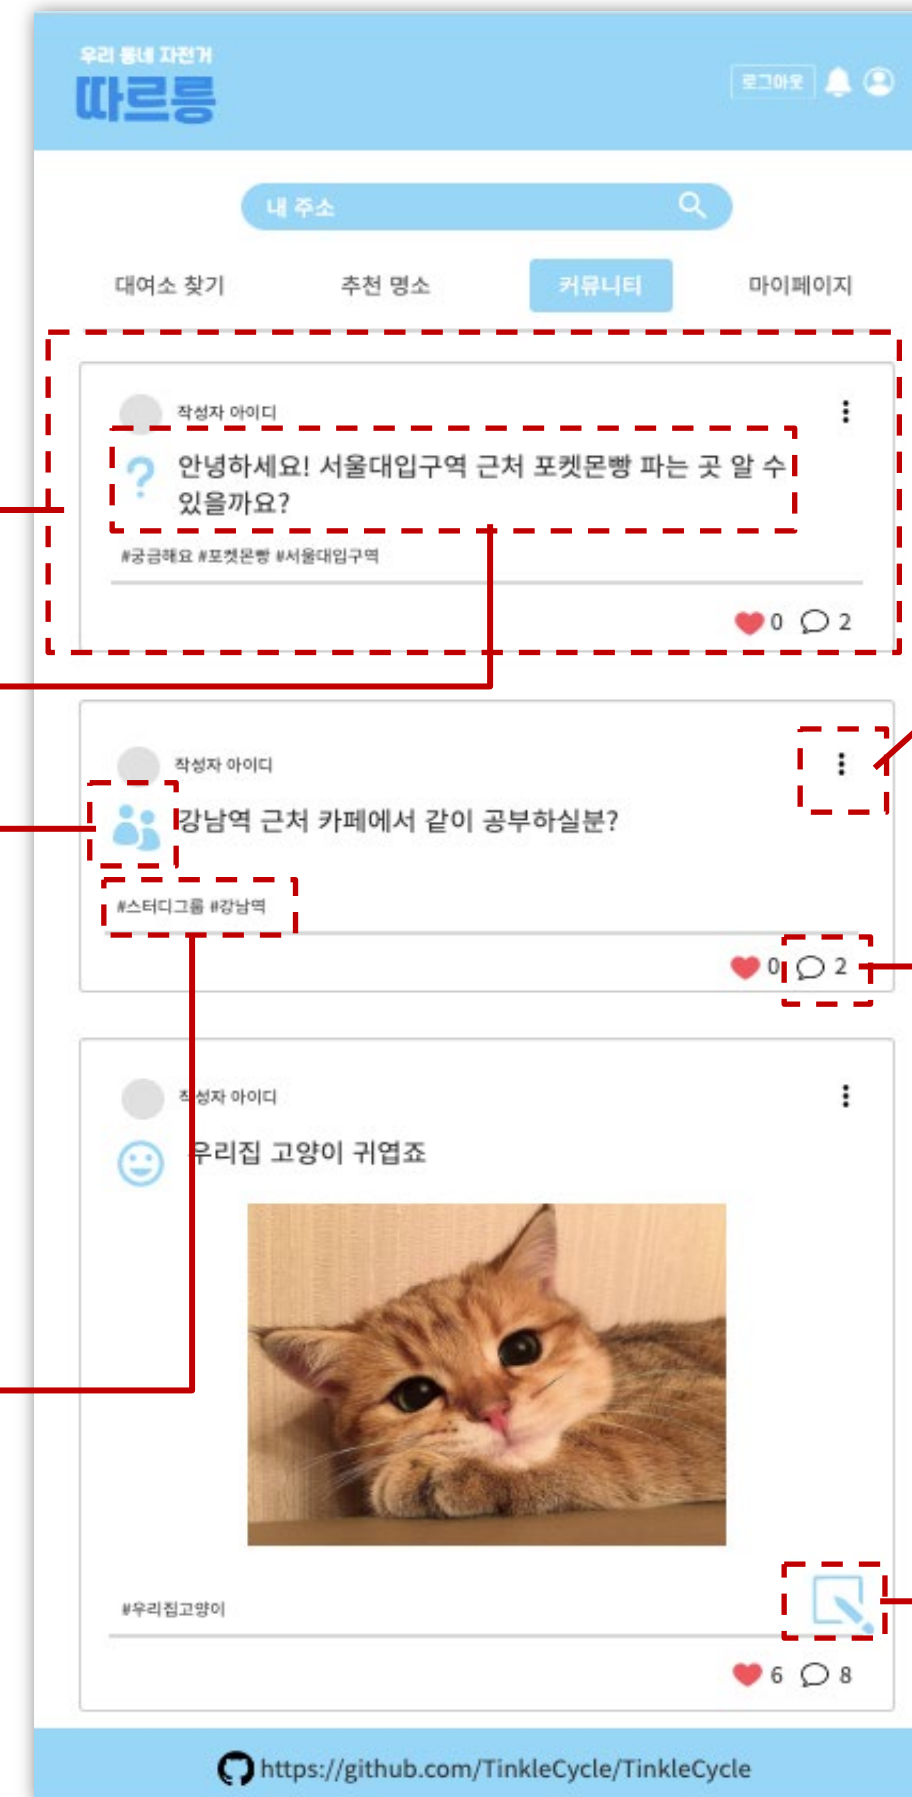 우리 동네 자전거
따르릉
로그아웃
내 주소
대여소 찾기
추천 명소
커뮤니티
마이페이지
작성자 아이디
안녕하세요! 서울대입구역 근처 포켓몬빵 파는 곳 알 수
있을까요?
#궁금해요 #포켓몬빵 #서울대입구역
0 2
작성자 아이디
강남역 근처 카페에서 같이 공부하실분?
#스터디그룹 #강남역
0 2
작성자 아이디
우리집 고양이 귀엽죠
#우리집고양이
6 8
https://github.com/TinkleCycle/TinkleCycle